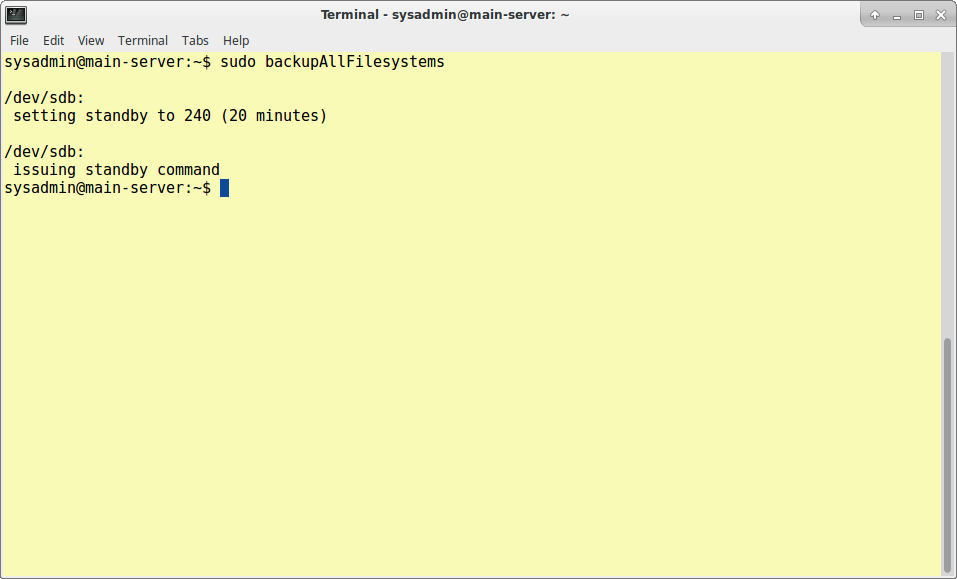 Terminal - sysadmin@main-server: ~
File Edit View Terminal Tabs Help
sysadmin@main-server:~$ sudo backupAllFilesystems
/dev/sdb:
 setting standby to 240 (20 minutes)
/dev/sdb:
 issuing standby command
sysadmin@main-server:~$